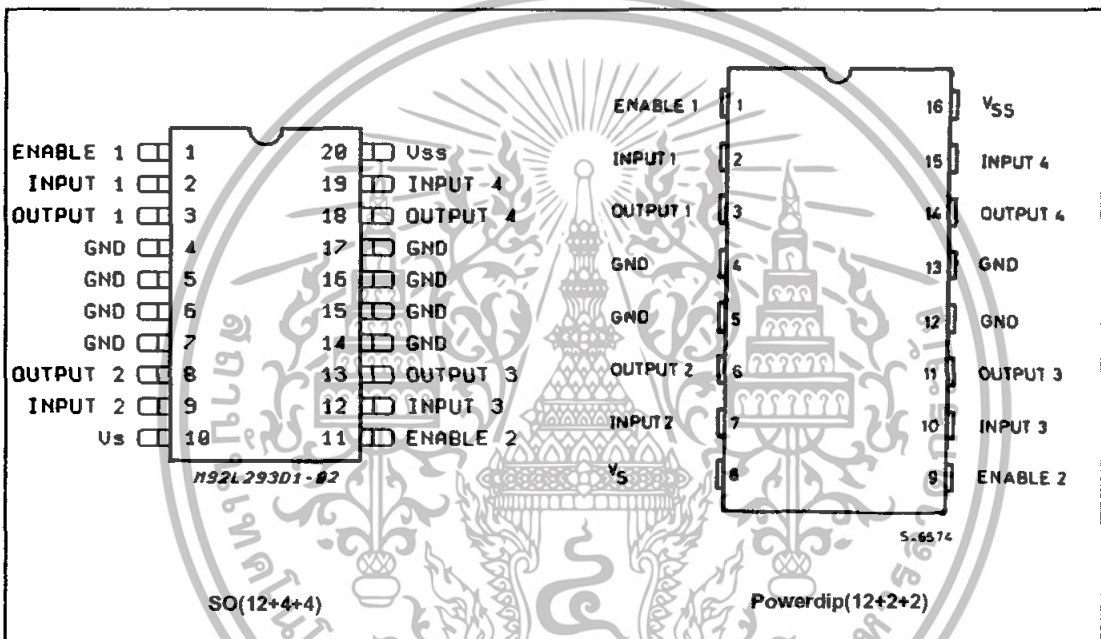 ENABLE 1 1 20 Vss
INPUT 1 2 19 INPUT 4
OUTPUT 1 3 18 OUTPUT 4
GND 4 17 GND
GND 5 16 GND
GND 6 15 GND
GND 7 14 GND
OUTPUT 2 8 13 OUTPUT 3
INPUT 2 9 12 INPUT 3
Vs 10 11 ENABLE 2
M92L293D1-02
SO(12+4+4)
ENABLE 1 1 16 VSS
INPUT 1 2 15 INPUT 4
OUTPUT 1 3 14 OUTPUT 4
GND 4 13 GND
GND 5 12 GND
OUTPUT 2 6 11 OUTPUT 3
INPUT 2 7 10 INPUT 3
VS 8 9 ENABLE 2
S-6574
Powerdip(12+2+2)